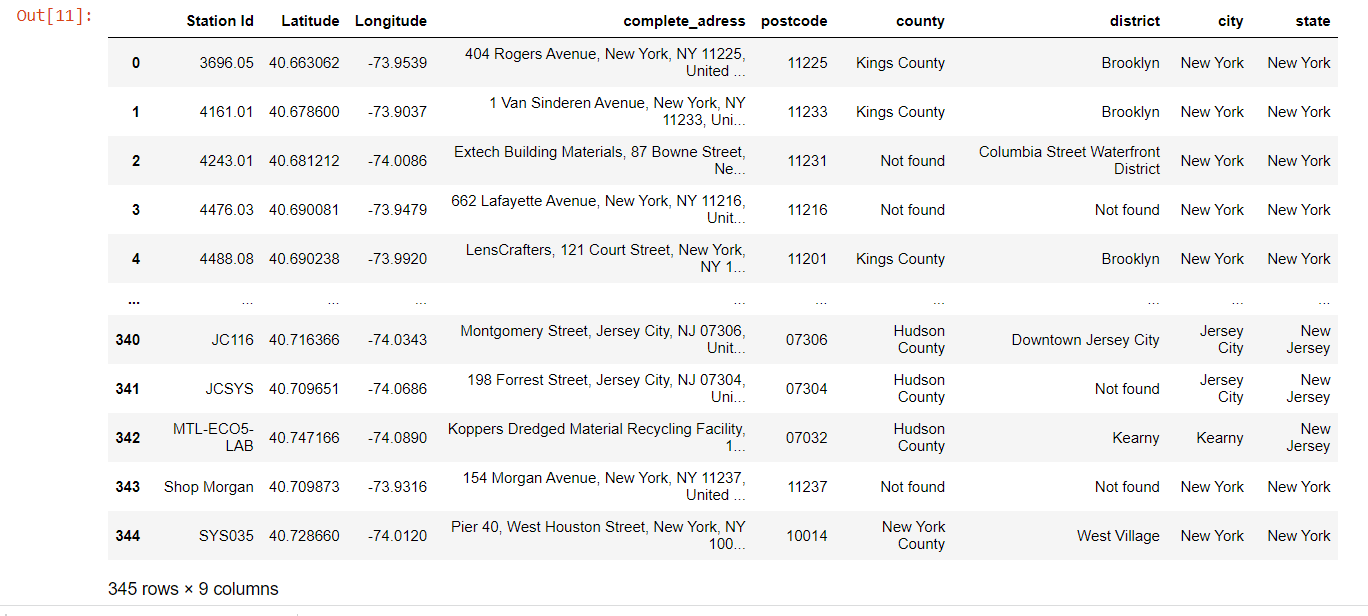 Out[11]:
Station Id Latitude Longitude complete_adress postcode county district city state
0 3696.05 40.663062 -73.9539 404 Rogers Avenue, New York, NY 11225, United ... 11225 Kings County Brooklyn New York New York
1 4161.01 40.678600 -73.9037 1 Van Sinderen Avenue, New York, NY 11233, Uni... 11233 Kings County Brooklyn New York New York
2 4243.01 40.681212 -74.0086 Extech Building Materials, 87 Bowne Street, Ne... 11231 Not found Columbia Street Waterfront District New York New York
3 4476.03 40.690081 -73.9479 662 Lafayette Avenue, New York, NY 11216, Unit... 11216 Not found Not found New York New York
4 4488.08 40.690238 -73.9920 LensCrafters, 121 Court Street, New York, NY 1... 11201 Kings County Brooklyn New York New York
... ... ... ... ... ... ... ... ... ...
340 JC116 40.716366 -74.0343 Montgomery Street, Jersey City, NJ 07306, Unit... 07306 Hudson County Downtown Jersey City Jersey City New Jersey
341 JCSYS 40.709651 -74.0686 198 Forrest Street, Jersey City, NJ 07304, Uni... 07304 Hudson County Not found Jersey City New Jersey
342 MTL-ECO5-LAB 40.747166 -74.0890 Koppers Dredged Material Recycling Facility, 1... 07032 Hudson County Kearny Kearny New Jersey
343 Shop Morgan 40.709873 -73.9316 154 Morgan Avenue, New York, NY 11237, United ... 11237 Not found Not found New York New York
344 SYS035 40.728660 -74.0120 Pier 40, West Houston Street, New York, NY 100... 10014 New York County West Village New York New York
345 rows × 9 columns